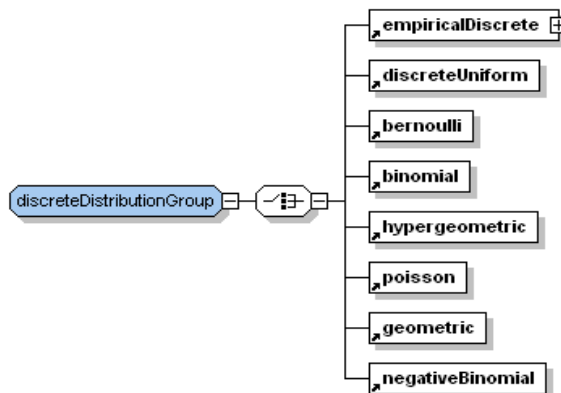 empiricalDiscrete
discreteUniform
bernoulli
binomial
discreteDistributionGroup
hypergeometric
poisson
geometric
negativeBinomial